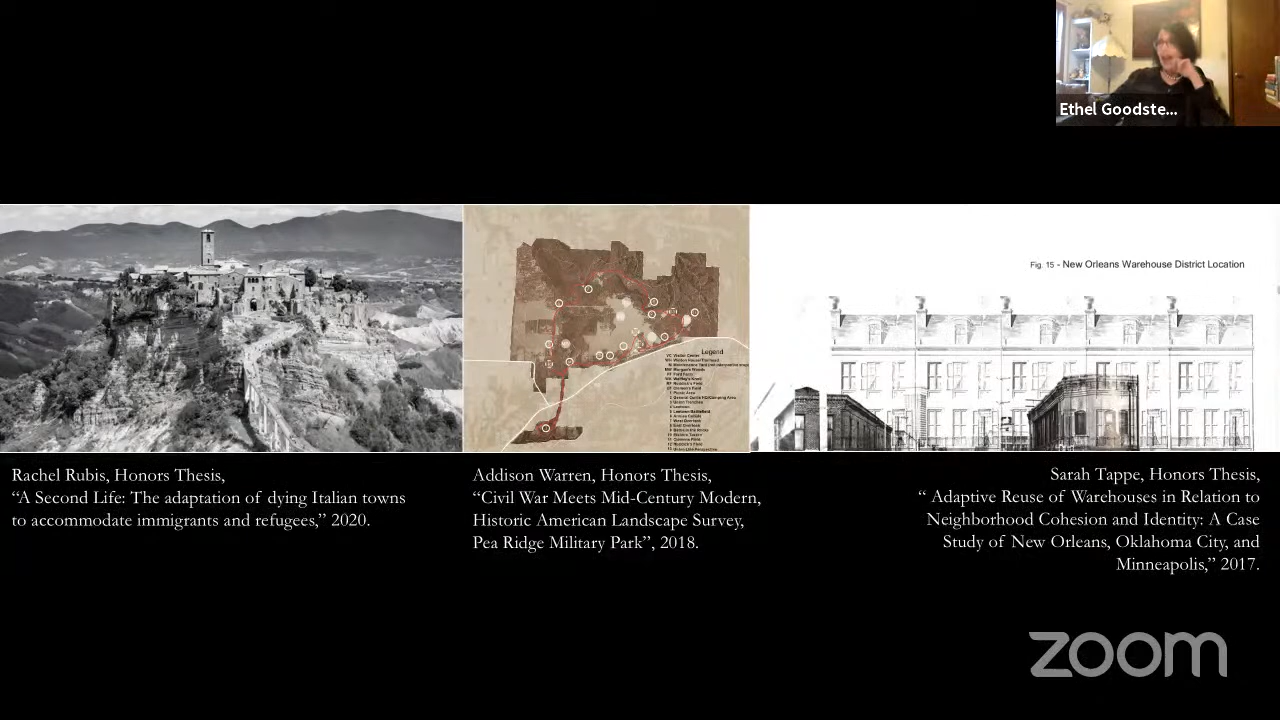 Ethel Goodste...
Fig. 15 - New Orleans Warehouse District Location
Legend
Rachel Rubis, Honors Thesis,
“A Second Life: The adaptation of dying Italian towns
to accommodate immigrants and refugees,” 2020.
Addison Warren, Honors Thesis,
“Civil War Meets Mid-Century Modern,
Historic American Landscape Survey,
Pea Ridge Military Park”, 2018.
Sarah Tappe, Honors Thesis,
“ Adaptive Reuse of Warehouses in Relation to
Neighborhood Cohesion and Identity: A Case
Study of New Orleans, Oklahoma City, and
Minneapolis,” 2017.
zoom